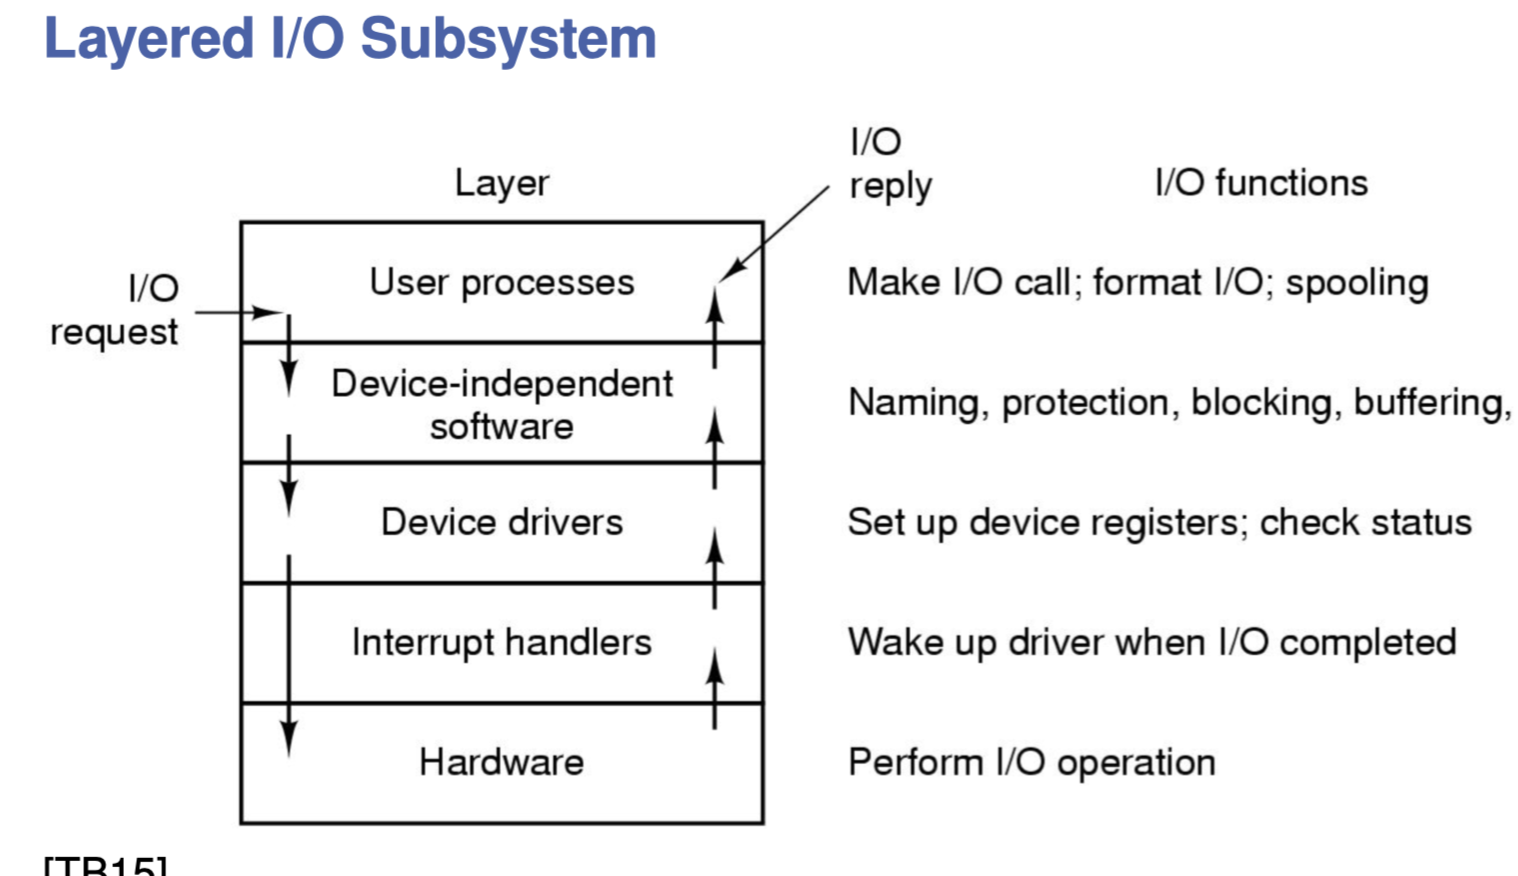 Layered I/O Subsystem
I/O
reply
Layer
I/O functions
I/O
request
User processes
Make I/O call; format I/O; spooling
Device-independent
software
Naming, protection, blocking, buffering,
Device drivers
Set up device registers; check status
Interrupt handlers
Wake up driver when I/O completed
Hardware
Perform I/O operation
[TB15]